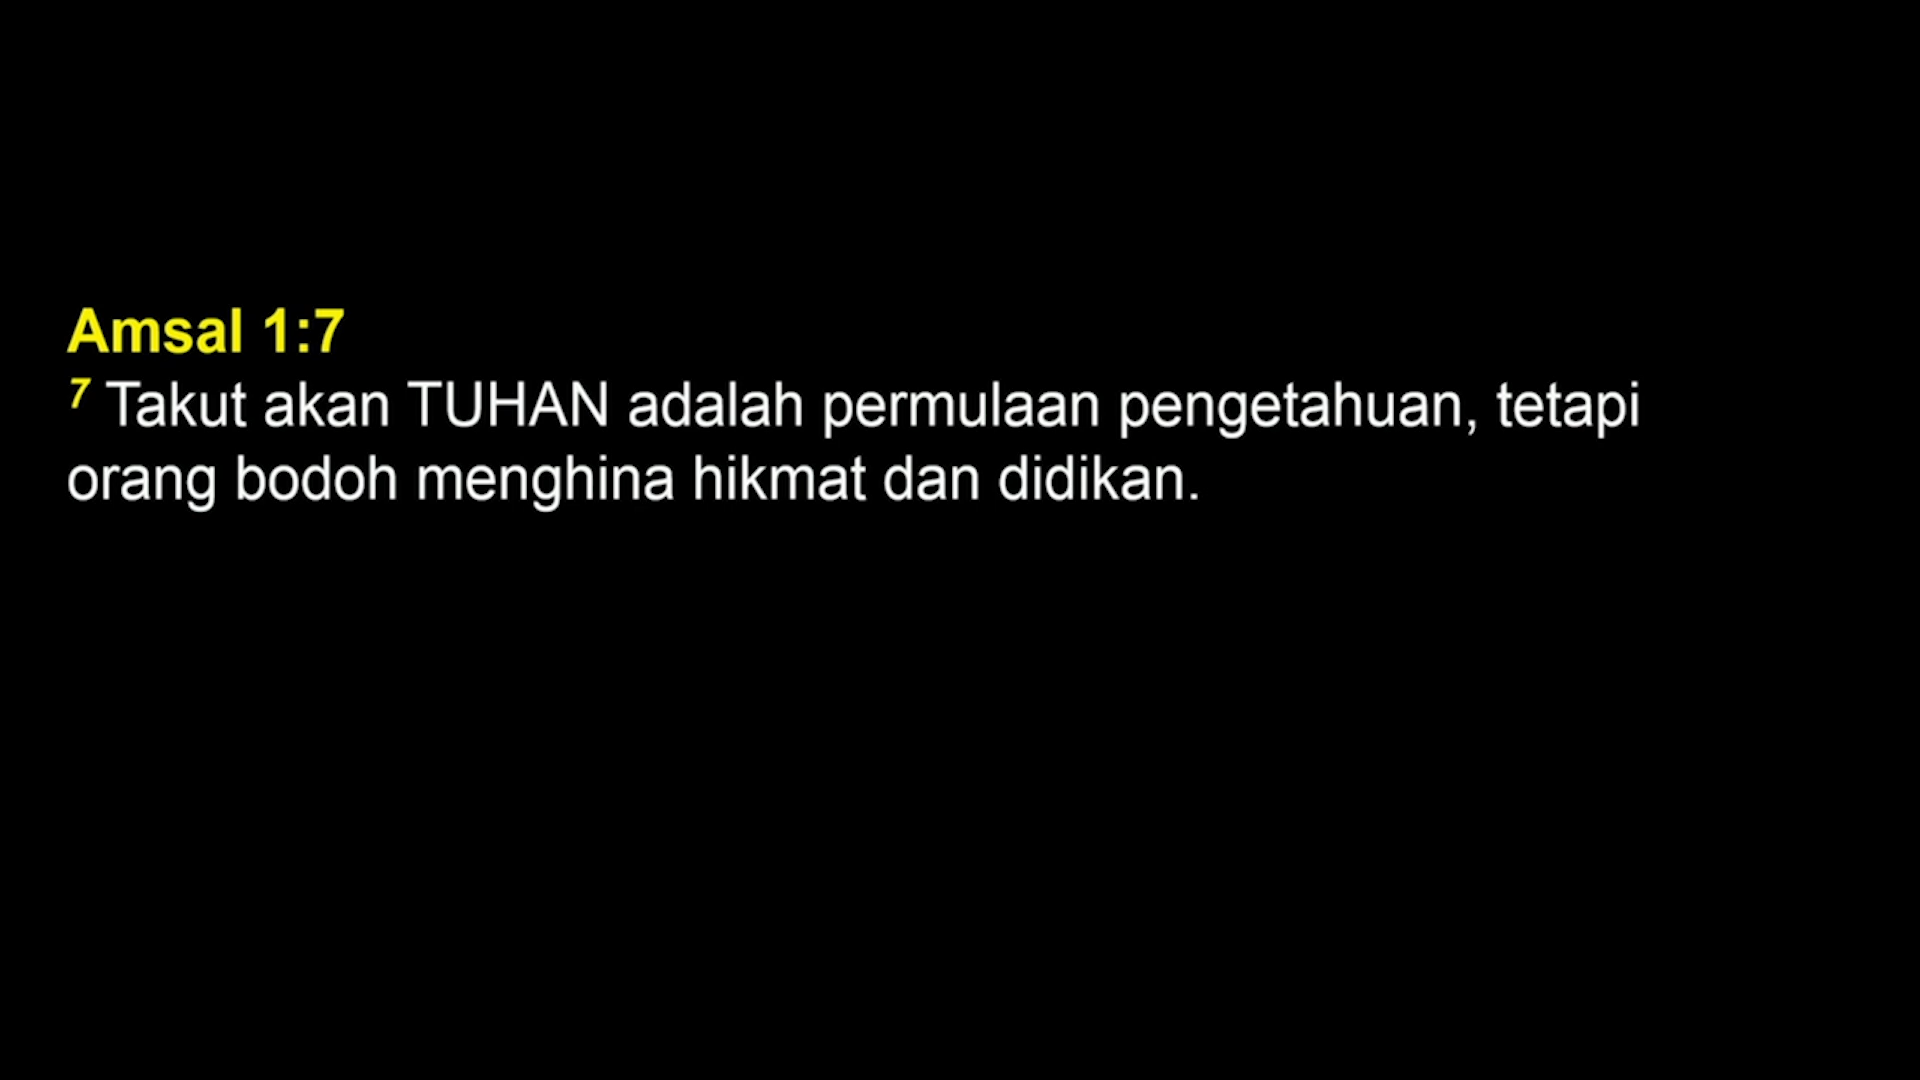 Amsal 1:7
7 Takut akan TUHAN adalah permulaan pengetahuan, tetapi
orang bodoh menghina hikmat dan didikan.